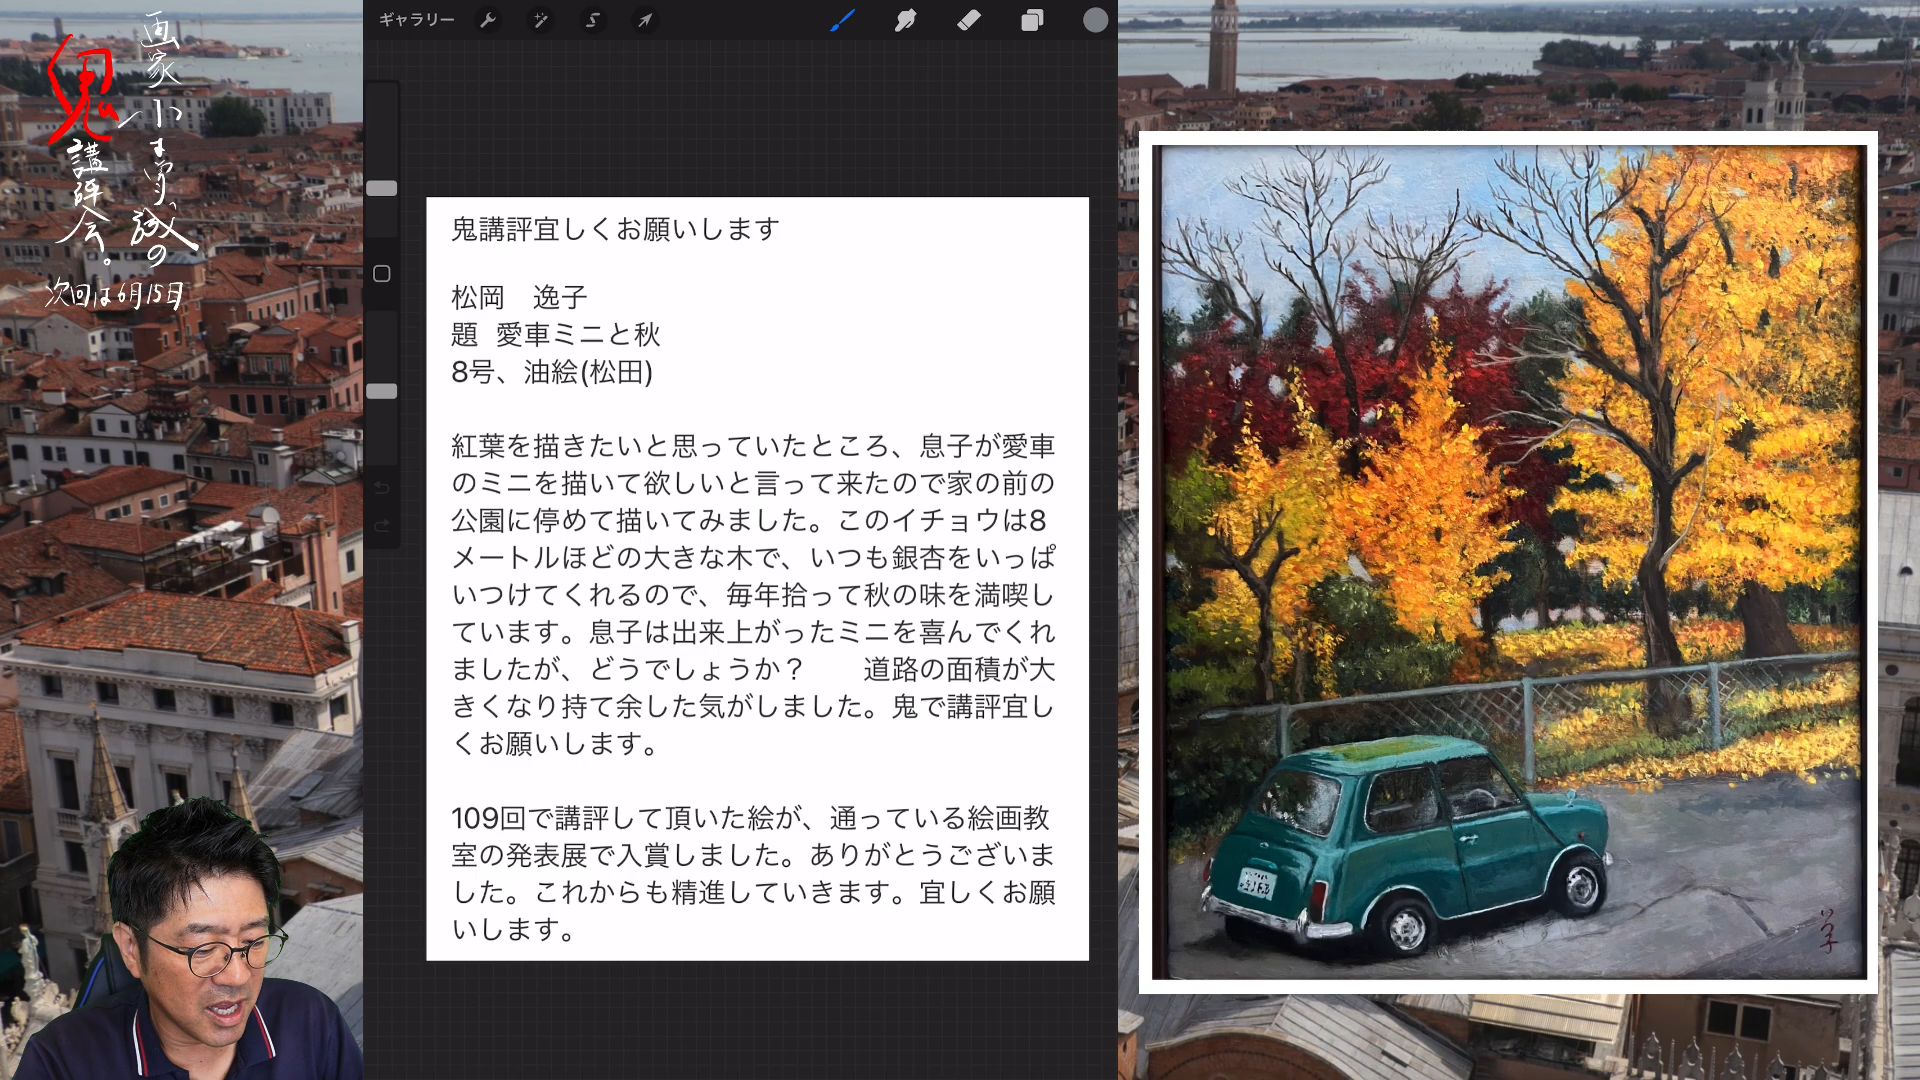 画家小木曽誠の
鬼講評会。
次回は6月15日
ギャラリー
鬼講評宜しくお願いします
松岡　逸子
題 愛車ミニと秋
8号、油絵(松田)
紅葉を描きたいと思っていたところ、息子が愛車
のミニを描いて欲しいと言って来たので家の前の
公園に停めて描いてみました。このイチョウは8
メートルほどの大きな木で、いつも銀杏をいっぱ
いつけてくれるので、毎年拾って秋の味を満喫し
ています。息子は出来上がったミニを喜んでくれ
ましたが、どうでしょうか？　　道路の面積が大
きくなり持て余した気がしました。鬼で講評宜し
くお願いします。
109回で講評して頂いた絵が、通っている絵画教
室の発表展で入賞しました。ありがとうございま
した。これからも精進していきます。宜しくお願
いします。